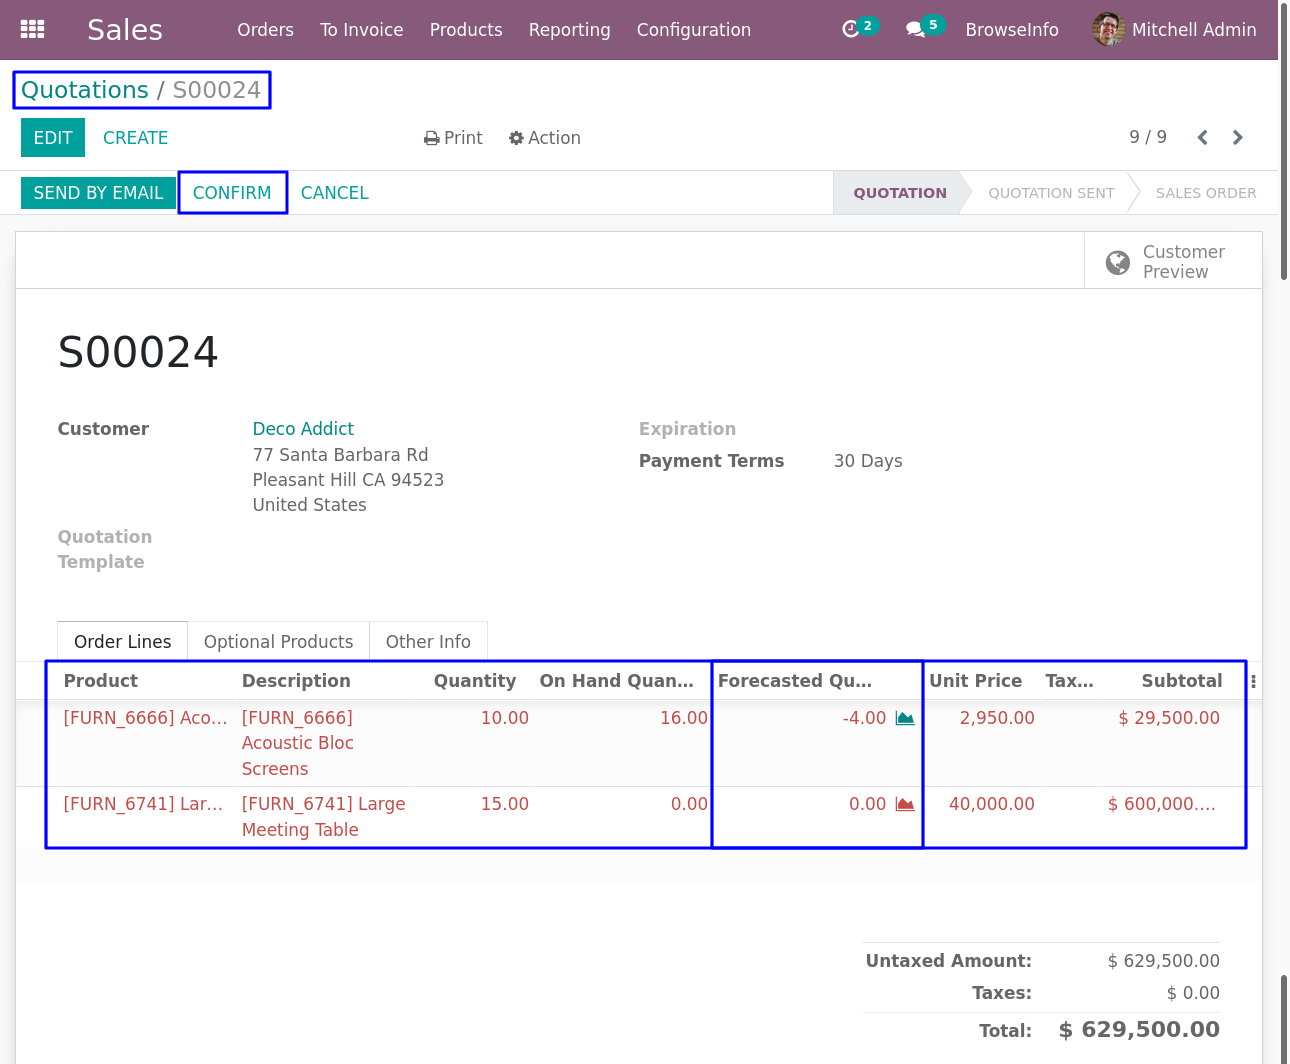 Sales Orders To Invoice Products Reporting Configuration 2 5 BrowseInfo Mitchell Admin
Quotations / S00024
EDIT CREATE Print Action 9 / 9
SEND BY EMAIL CONFIRM CANCEL QUOTATION QUOTATION SENT SALES ORDER
Customer
Preview
S00024
Customer Deco Addict Expiration
77 Santa Barbara Rd Payment Terms 30 Days
Pleasant Hill CA 94523
United States
Quotation
Template
Order Lines Optional Products Other Info
Product Description Quantity On Hand Quan... Forecasted Qu... Unit Price Tax... Subtotal
[FURN_6666] Aco... [FURN_6666] 10.00 16.00 -4.00 2,950.00 $ 29,500.00
Acoustic Bloc
Screens
[FURN_6741] Lar... [FURN_6741] Large 15.00 0.00 0.00 40,000.00 $ 600,000....
Meeting Table
Untaxed Amount: $ 629,500.00
Taxes: $ 0.00
Total: $ 629,500.00